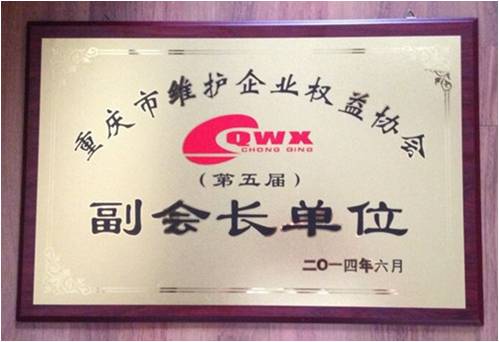 重庆市维护企业权益协会
QWX
CHONG QING
（第五届）
副会长单位
二〇一四年六月